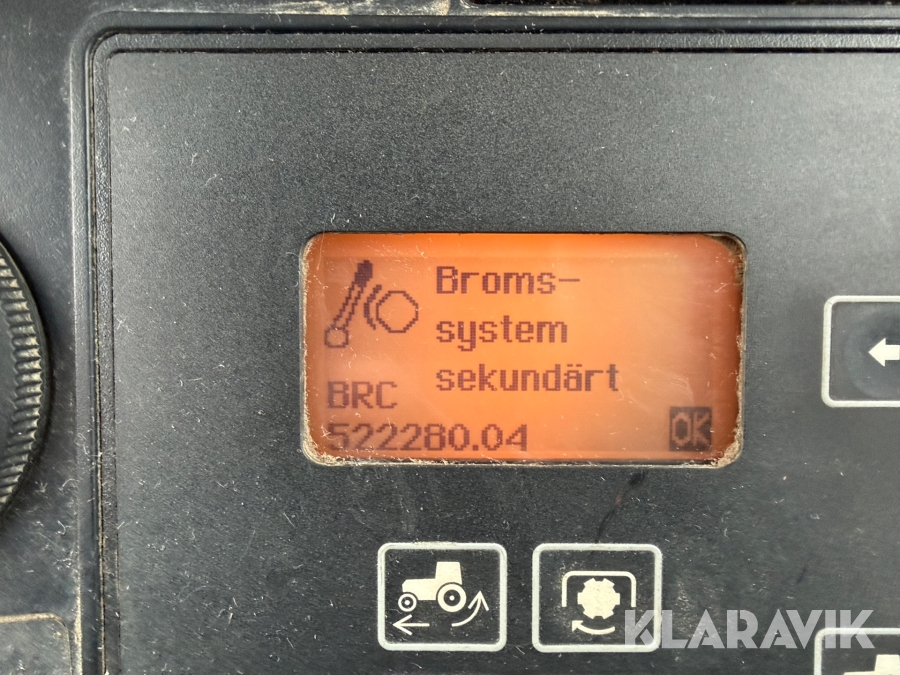 Broms-
system
sekundärt
BRC
522280.04
OK
KLARAVIK